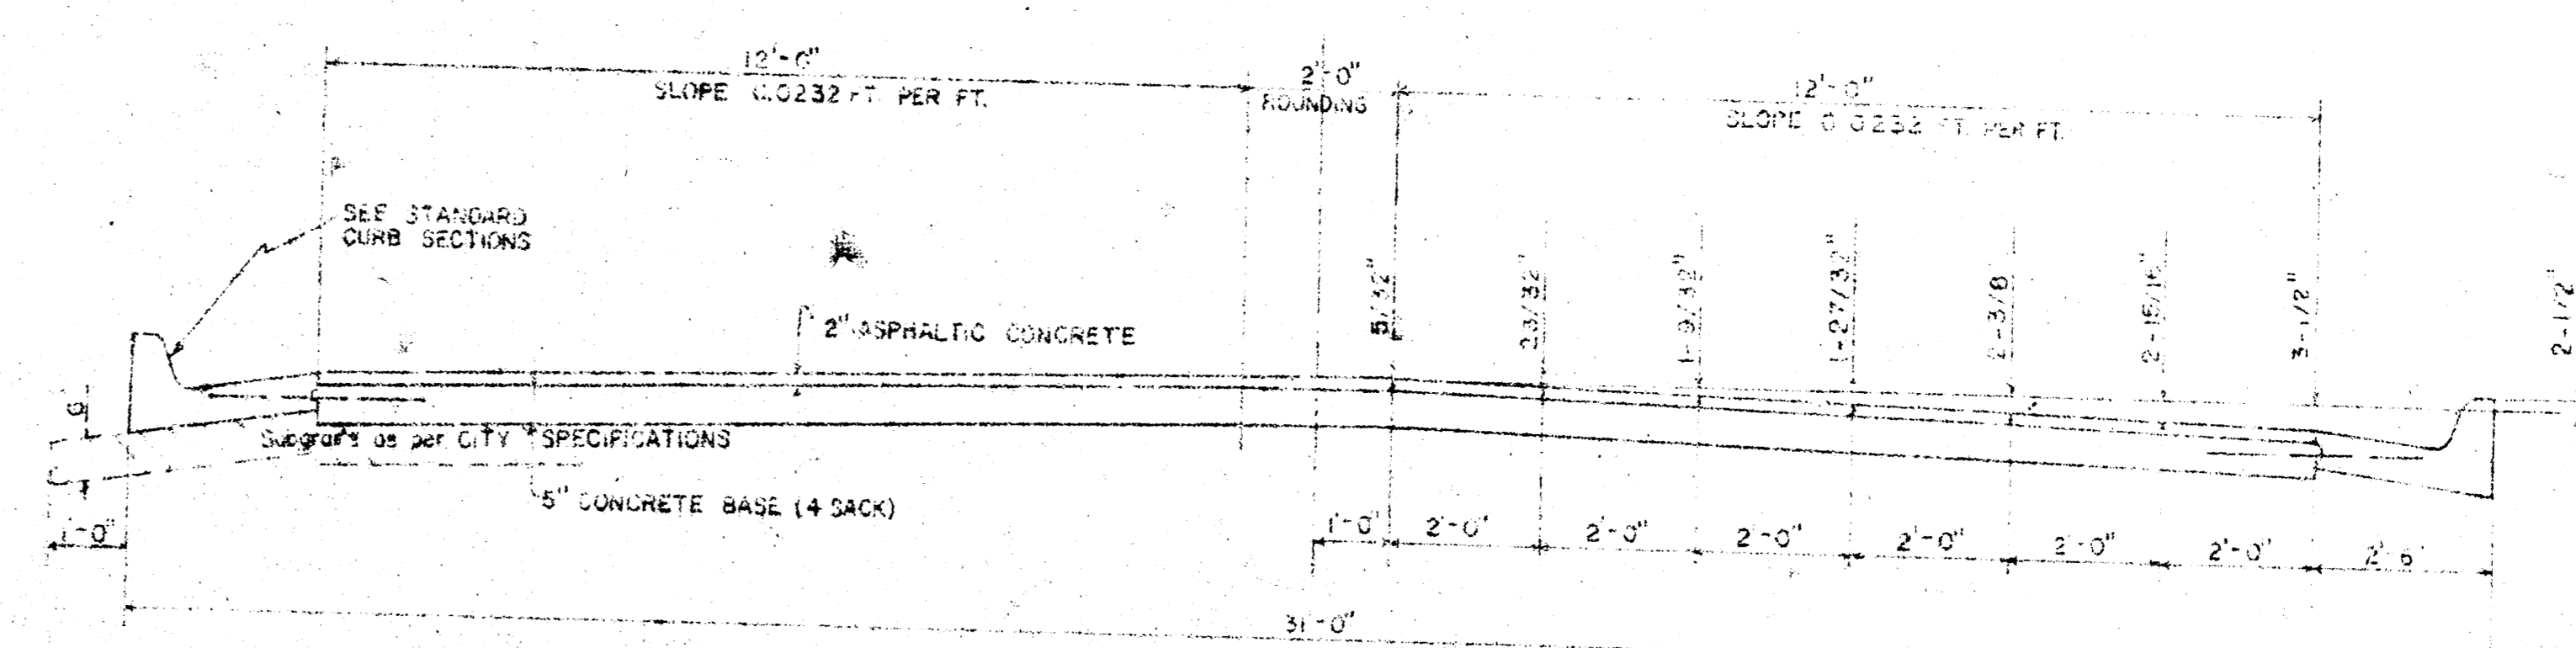 12'-0"
SLOPE 0.0232 FT. PER FT.
2'-0"
ROUNDING
12'-0"
SLOPE 0.0232 FT. PER FT.
SEE STANDARD
CURB SECTIONS
2" ASPHALTIC CONCRETE
5/32"
23/32"
1-9/32"
1-27/32"
2-3/8
2-15/16"
3-1/2"
2-1/2"
6
Subgrade as per CITY SPECIFICATIONS
5" CONCRETE BASE (4 SACK)
1'-0"
1'-0"
2'-0"
2'-0"
2'-0"
2'-0"
2'-0"
2'-0"
2'-6
31'-0"